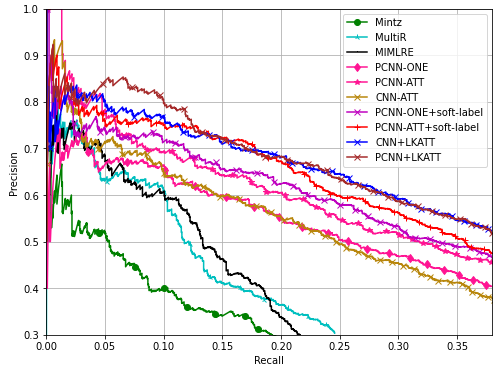 1.0
0.9
0.8
0.7
0.6
0.5
0.4
0.3
Precision
0.00
0.05
0.10
0.15
0.20
0.25
0.30
0.35
Recall
Mintz
MultiR
MIMLRE
PCNN-ONE
PCNN-ATT
CNN-ATT
PCNN-ONE+soft-label
PCNN-ATT+soft-label
CNN+LKATT
PCNN+LKATT